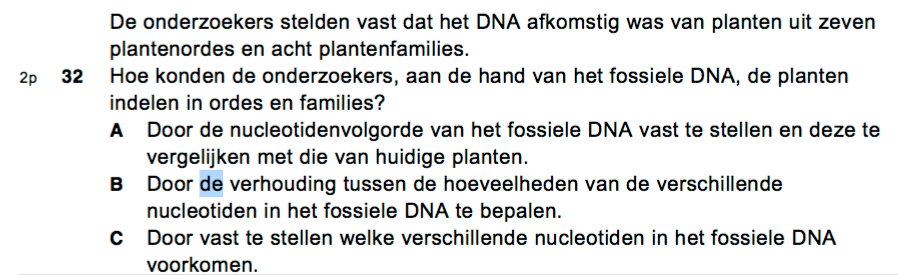 De onderzoekers stelden vast dat het DNA afkomstig was van planten uit zeven
plantenordes en acht plantenfamilies.
2p 32 Hoe konden de onderzoekers, aan de hand van het fossiele DNA, de planten
indelen in ordes en families?
A Door de nucleotidenvolgorde van het fossiele DNA vast te stellen en deze te
vergelijken met die van huidige planten.
B Door de verhouding tussen de hoeveelheden van de verschillende
nucleotiden in het fossiele DNA te bepalen.
C Door vast te stellen welke verschillende nucleotiden in het fossiele DNA
voorkomen.